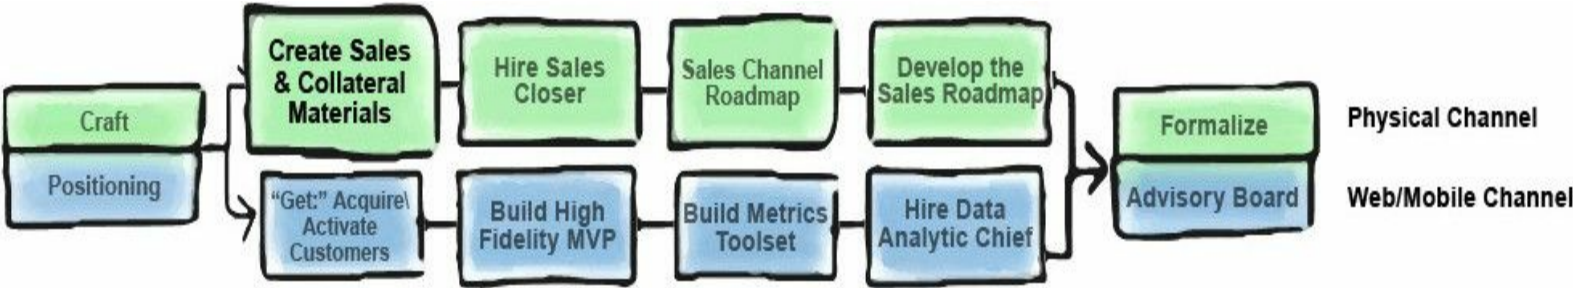 Craft
Positioning
Create Sales
& Collateral
Materials
Hire Sales
Closer
Sales Channel
Roadmap
Develop the
Sales Roadmap
"Get:" Acquire\
Activate
Customers
Build High
Fidelity MVP
Build Metrics
Toolset
Hire Data
Analytic Chief
Formalize
Advisory Board
Physical Channel
Web/Mobile Channel